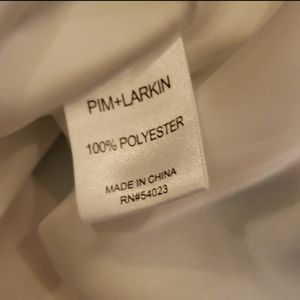 PIM+LARKIN
100% POLYESTER
MADE IN CHINA
RN#54023